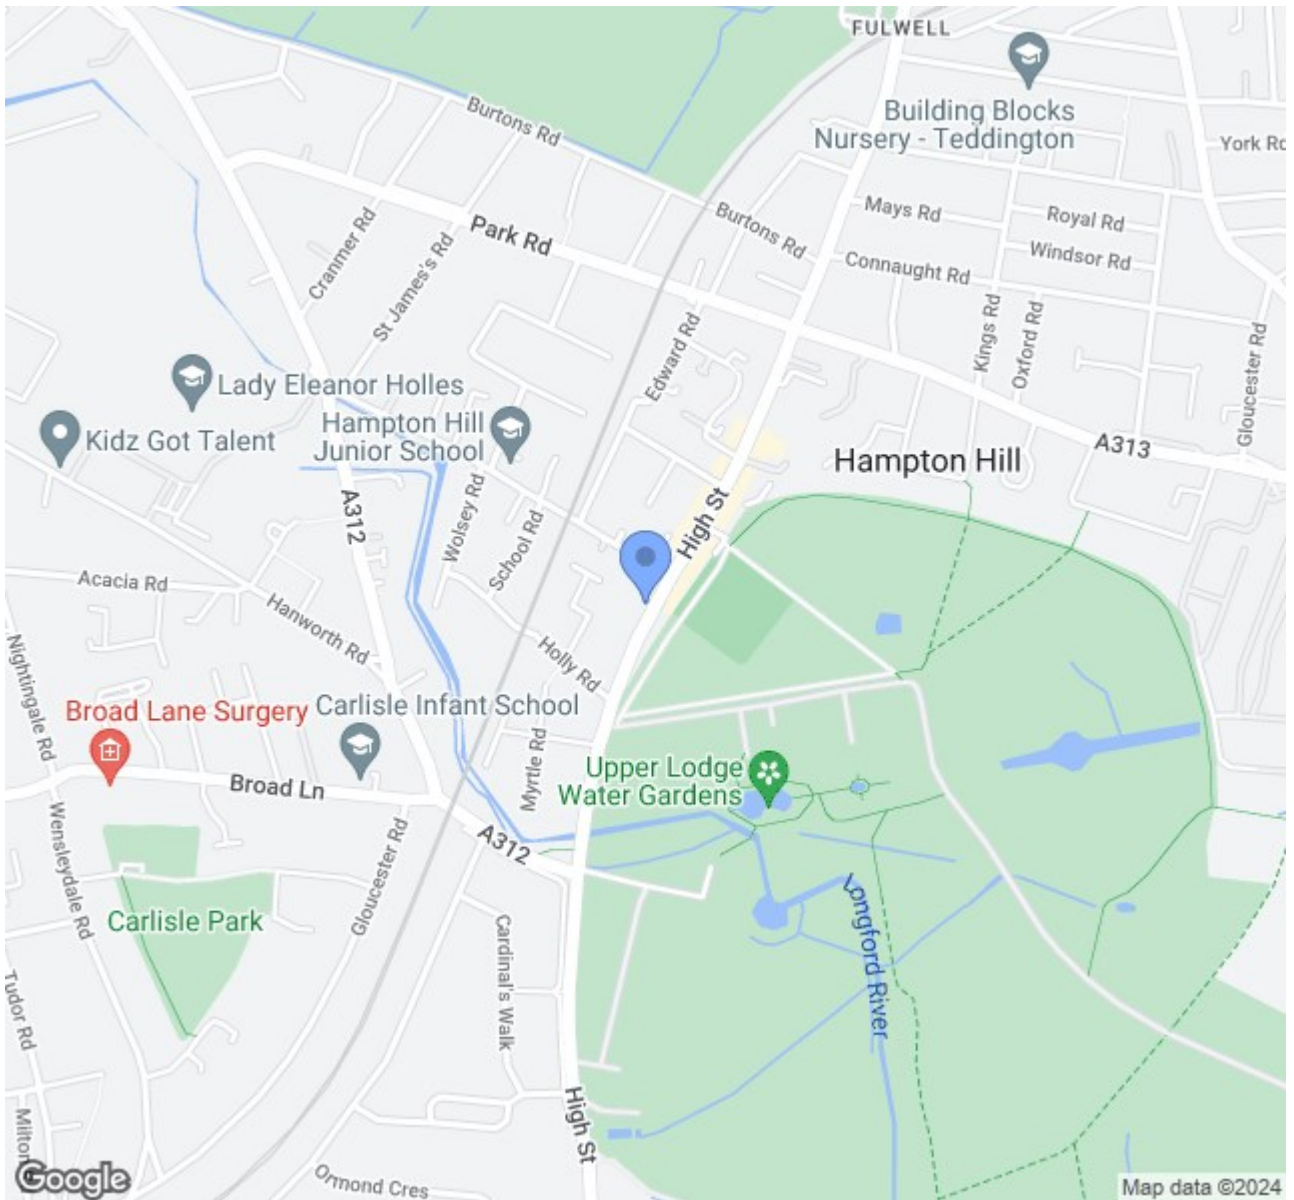 FULWELL
Building Blocks
Nursery - Teddington
York Rd
Burtons Rd
Mays Rd
Royal Rd
Burtons Rd
Windsor Rd
Cranmer Rd
Park Rd
St James's Rd
Connaught Rd
Kings Rd
Oxford Rd
Edward Rd
Gloucester Rd
Lady Eleanor Holles
Hampton Hill
Junior School
Kidz Got Talent
A313
Hampton Hill
A312
Wolsey Rd
School Rd
High St
Acacia Rd
Hanworth Rd
Holly Rd
Nightingale Rd
Broad Lane Surgery
Carlisle Infant School
Myrtle Rd
Upper Lodge
Water Gardens
Broad Ln
A312
Wensleydale Rd
Gloucester Rd
Carlisle Park
Cardinal's Walk
Longford River
Tudor Rd
High St
Milton
Ormond Cres
Google
Map data ©2024